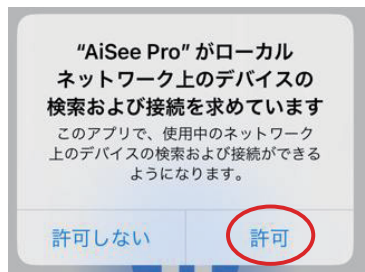 “AiSee Pro”がローカル
ネットワーク上のデバイスの
検索および接続を求めています
このアプリで、使用中のネットワーク
上のデバイスの検索および接続ができる
ようになります。
許可しない 許可